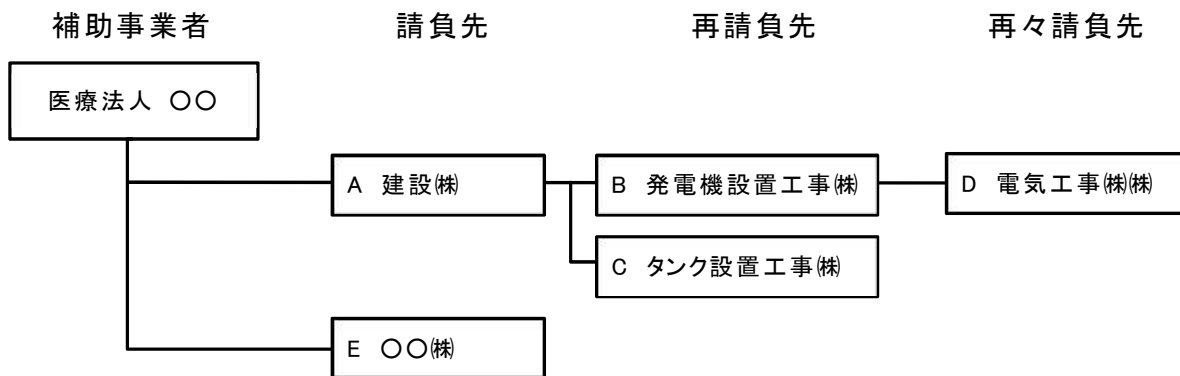 補助事業者 請負先 再請負先 再々請負先
医療法人 〇〇
A 建設㈱ B 発電機設置工事㈱ D 電気工事㈱㈱
C タンク設置工事㈱
E 〇〇㈱